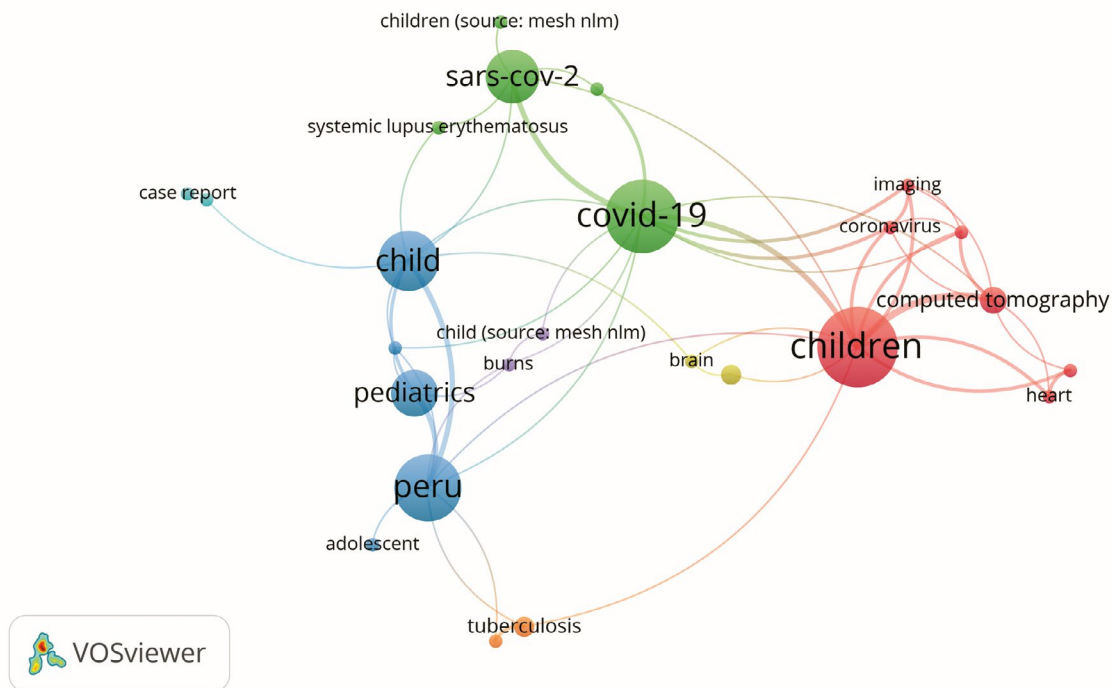 children (source: mesh nlm)
sars-cov-2
systemic lupus erythematosus
case report
imaging
covid-19
coronavirus
child
computed tomography
child (source: mesh nlm)
children
brain
burns
pediatrics
heart
peru
adolescent
tuberculosis
VOSviewer